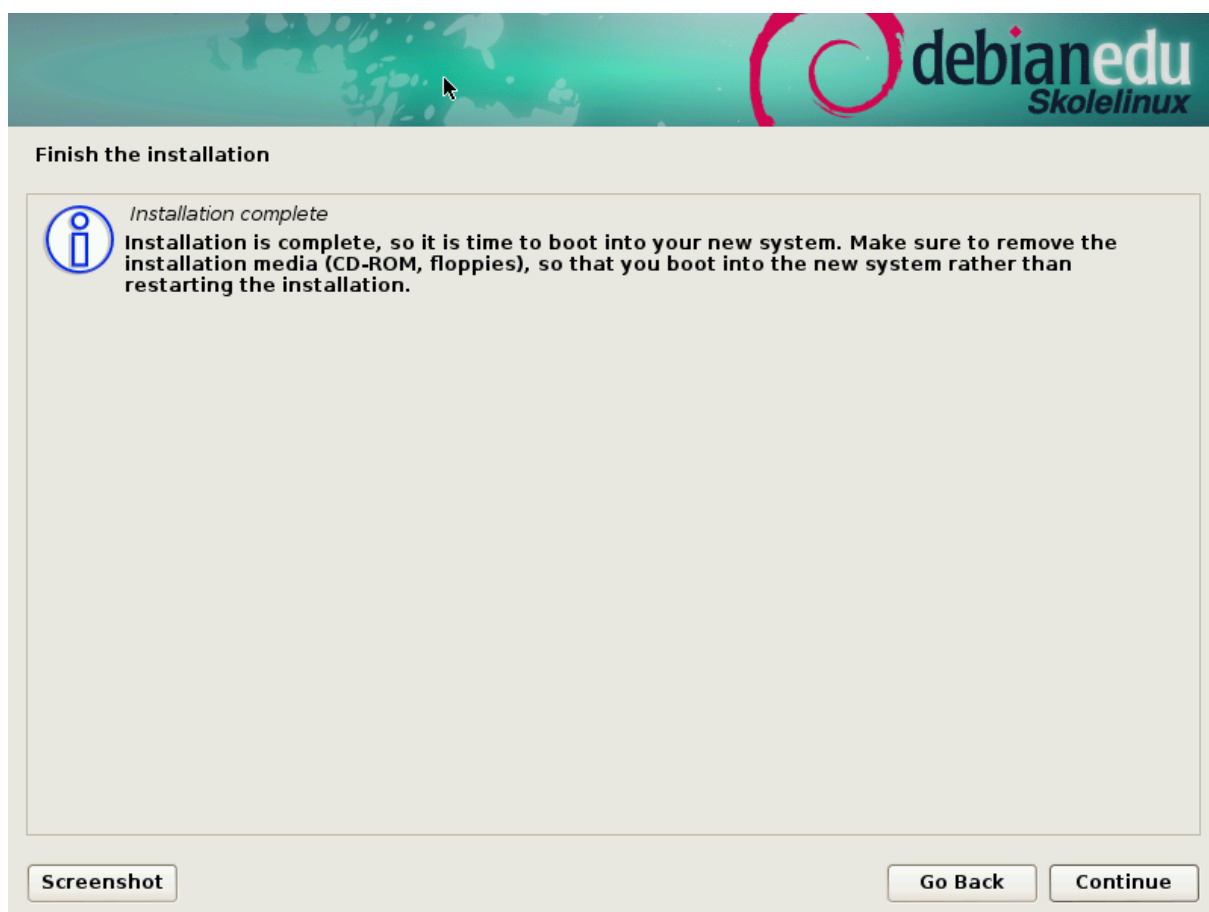 debianedu
Skolelinux
Finish the installation
Installation complete
Installation is complete, so it is time to boot into your new system. Make sure to remove the
installation media (CD-ROM, floppies), so that you boot into the new system rather than
restarting the installation.
Screenshot
Go Back
Continue